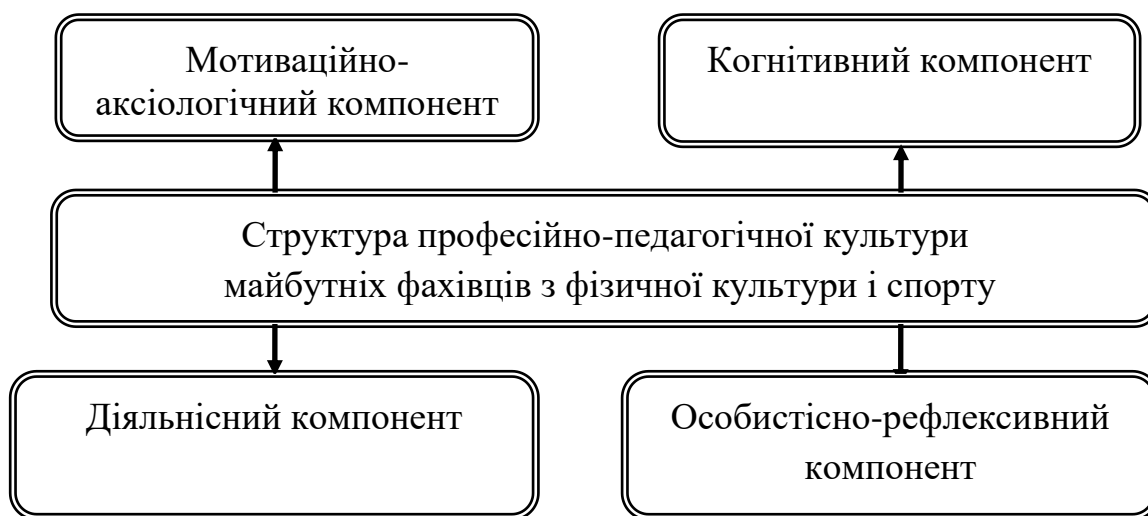 Мотиваційно-
аксіологічний компонент
Когнітивний компонент
Структура професійно-педагогічної культури
майбутніх фахівців з фізичної культури і спорту
Діяльнісний компонент
Особистісно-рефлексивний
компонент